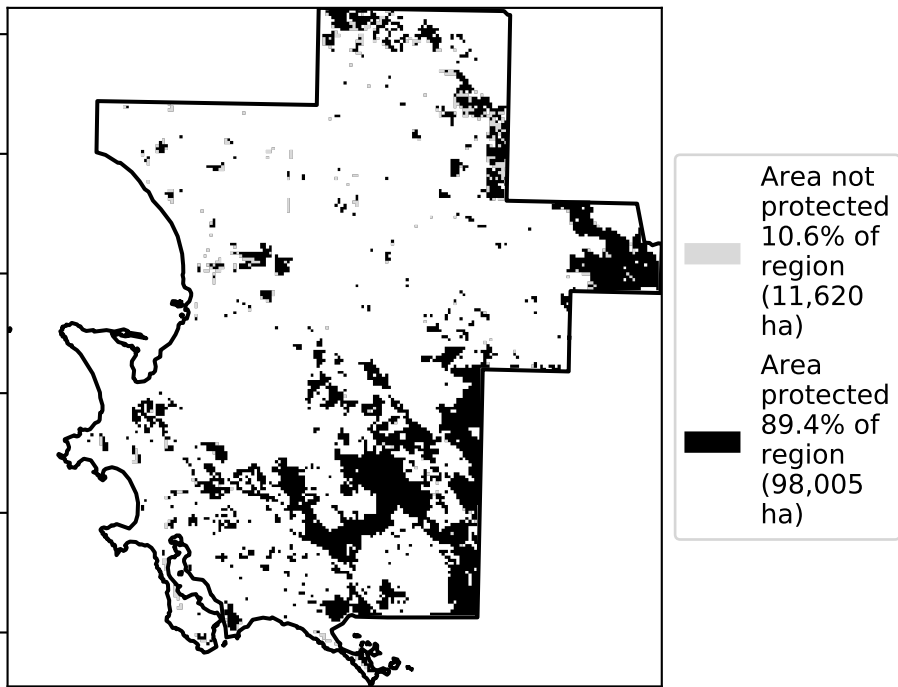 Area not
protected
10.6% of
region
(11,620
ha)
Area
protected
89.4% of
region
(98,005
ha)